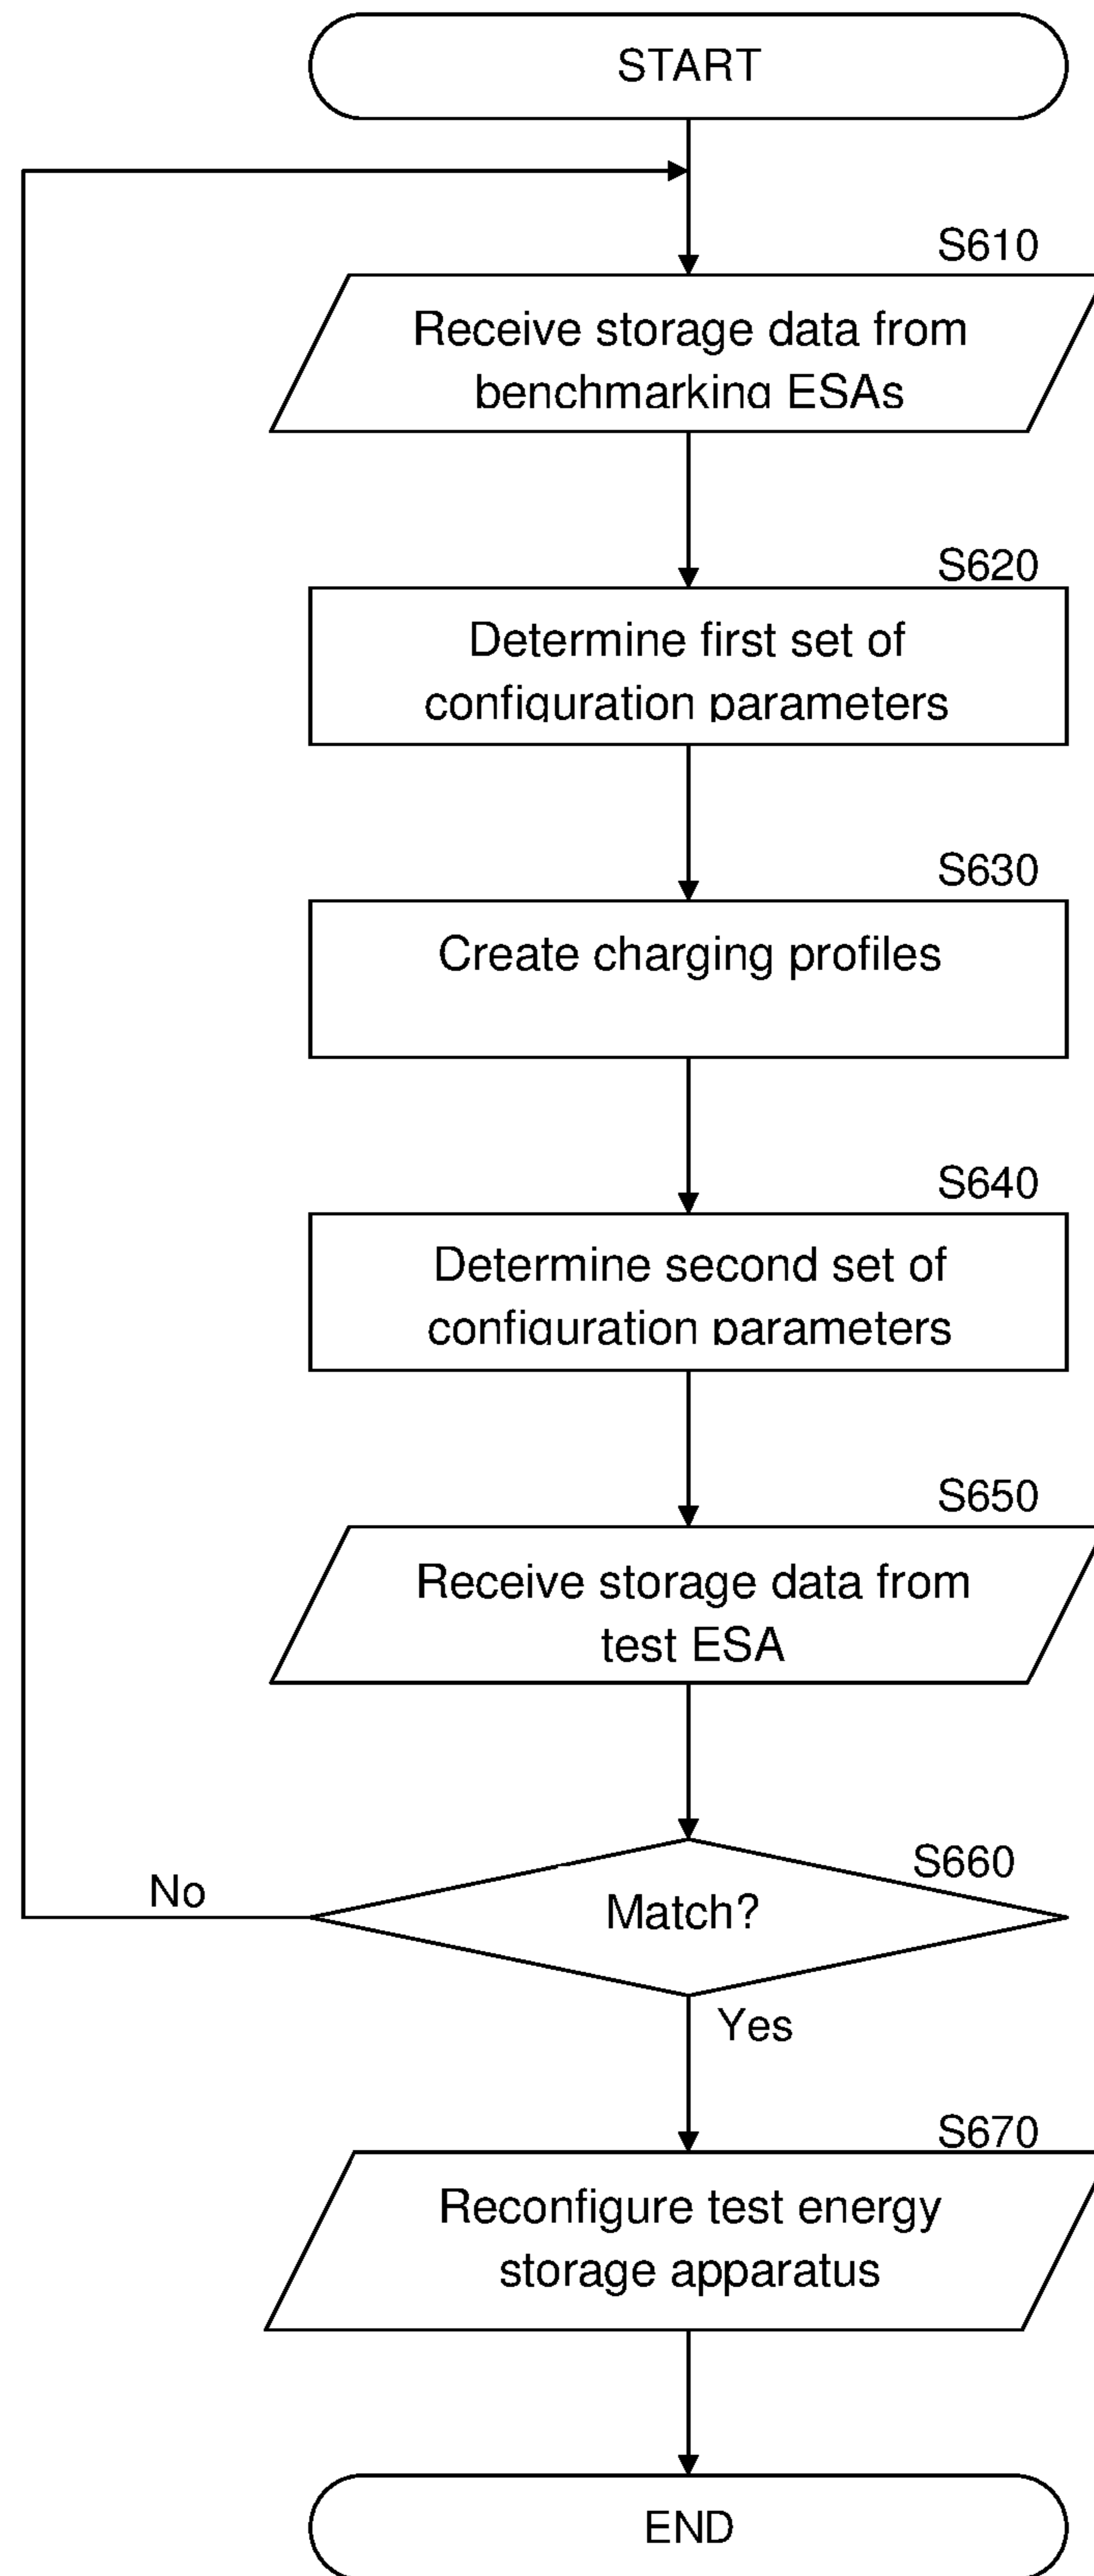 START
S610
Receive storage data from
benchmarking ESAs
S620
Determine first set of
configuration parameters
S630
Create charging profiles
S640
Determine second set of
configuration parameters
S650
Receive storage data from
test ESA
S660
Match?
No
Yes
S670
Reconfigure test energy
storage apparatus
END